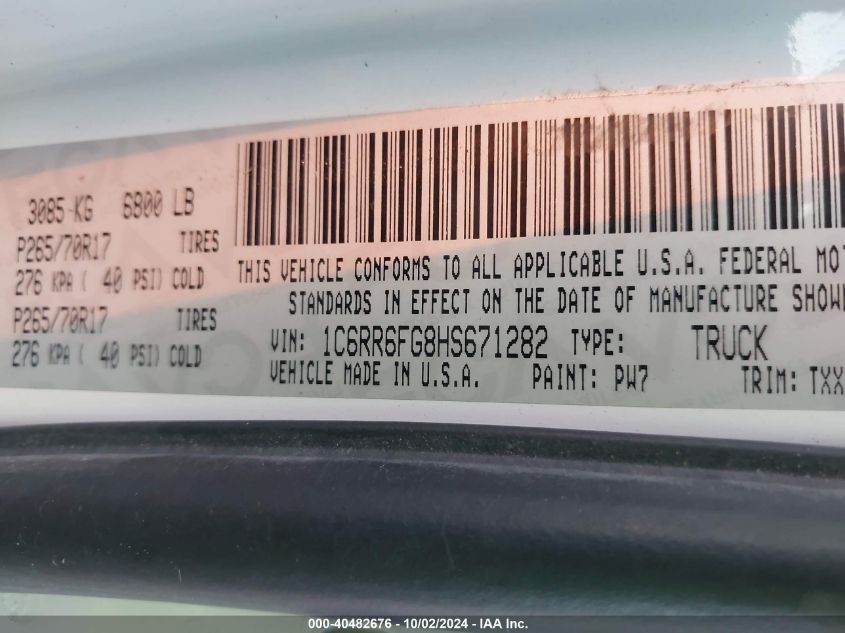 3085 KG 6800 LB
P265/70R17 TIRES
276 KPA ( 40 PSI) COLD
P265/70R17 TIRES
276 KPA ( 40 PSI) COLD
THIS VEHICLE CONFORMS TO ALL APPLICABLE U.S.A. FEDERAL MOT
STANDARDS IN EFFECT ON THE DATE OF MANUFACTURE SHOWN
VIN: 1C6RR6FG8HS671282 TYPE: TRUCK
VEHICLE MADE IN U.S.A. PAINT: PW7 TRIM: TXX
000-40482676 - 10/02/2024 - IAA Inc.